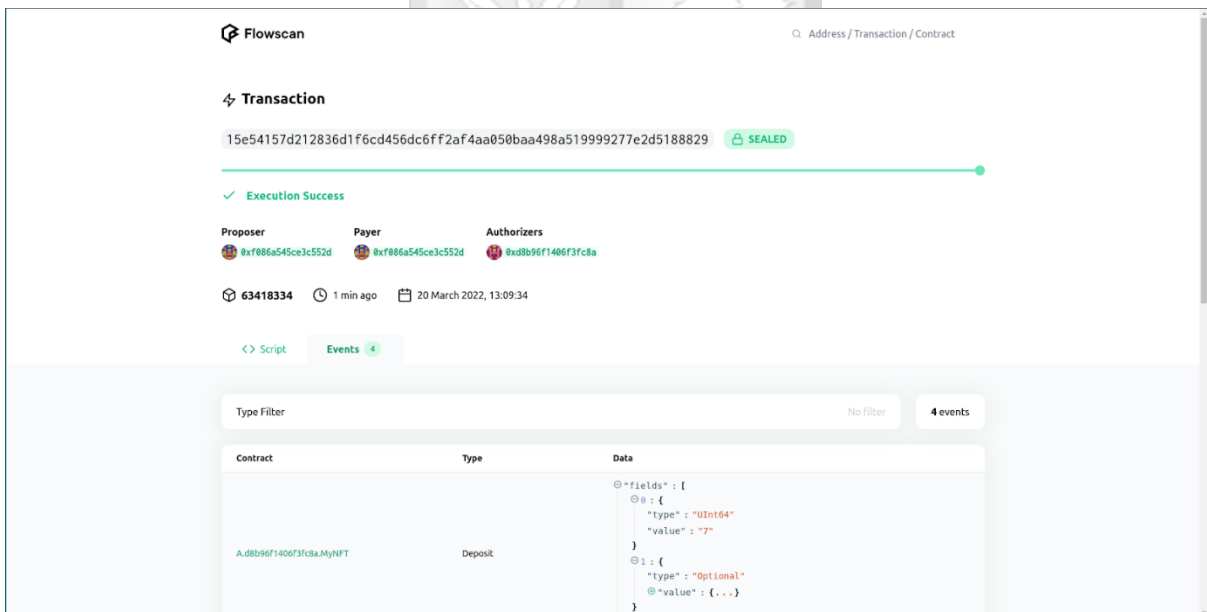 Flowscan
Address / Transaction / Contract
Transaction
15e54157d212836d1f6cd456dc6ff2af4aa050baa498a519999277e2d5188829 SEALED
Execution Success
Proposer Payer Authorizers
0xf086a545ce3c552d 0xf086a545ce3c552d 0xd8b96f1406f3fc8a
63418334 1 min ago 20 March 2022, 13:09:34
<> Script Events 4
Type Filter No filter 4 events
Contract Type Data
"fields" : [
0 : {
"type" : "UInt64"
"value" : "7"
}
A.d8b96f1406f3fc8a.MyNFT Deposit
1 : {
"type" : "Optional"
"value" : {...}
}